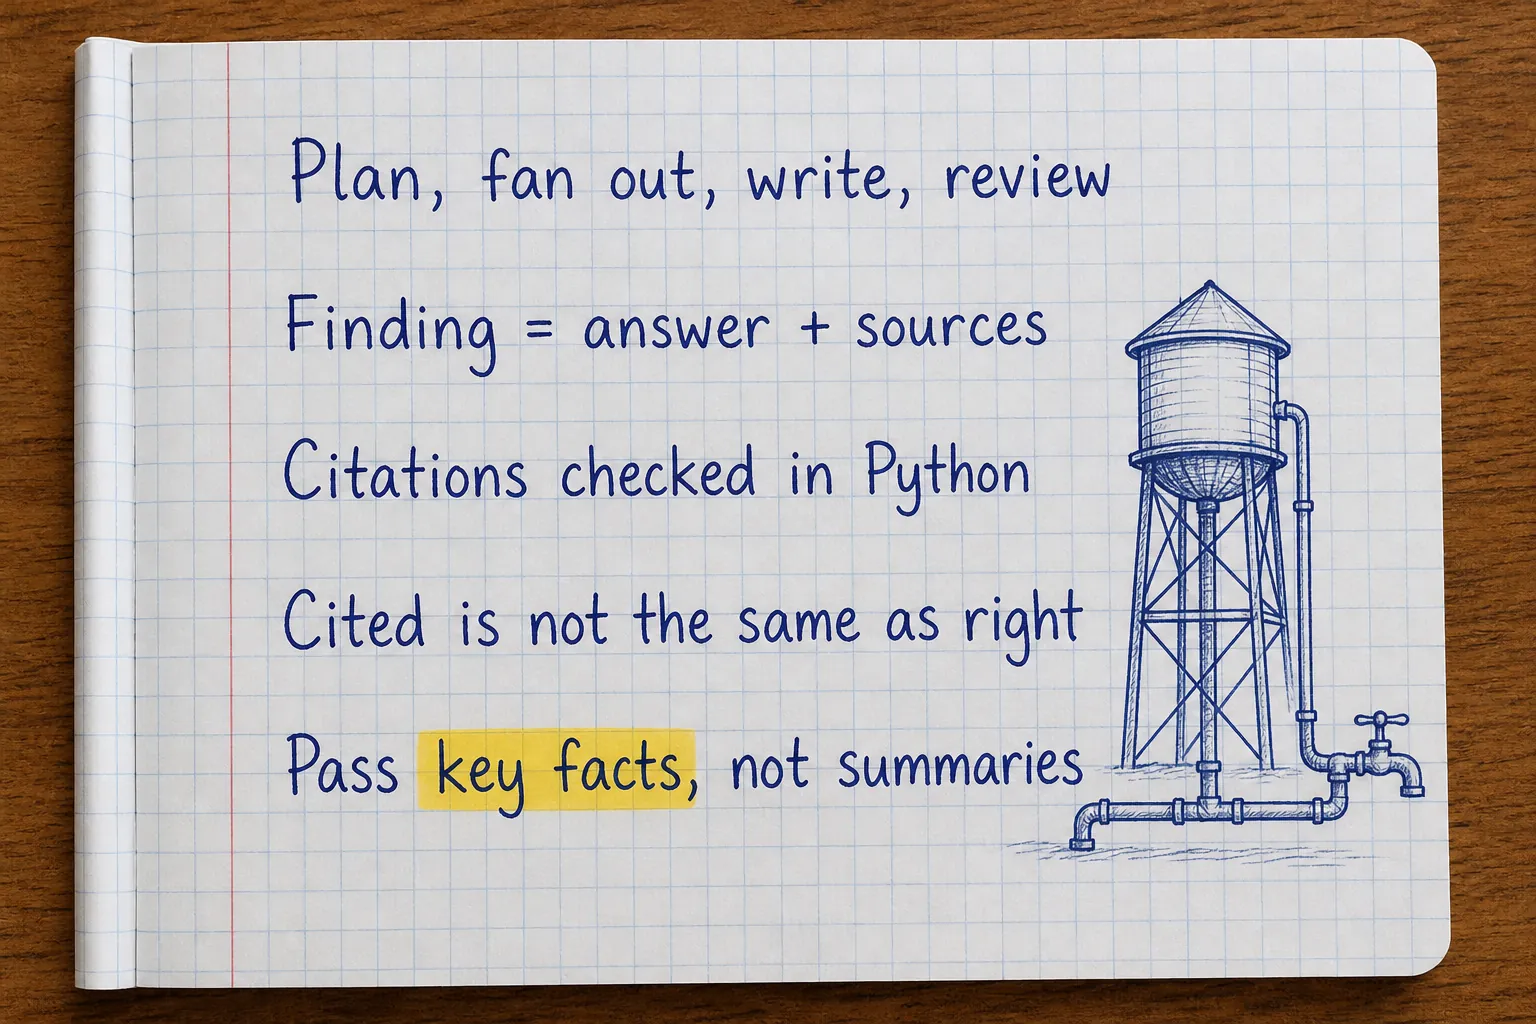 Plan, fan out, write, review
Finding = answer + sources
Citations checked in Python
Cited is not the same as right
Pass key facts, not summaries